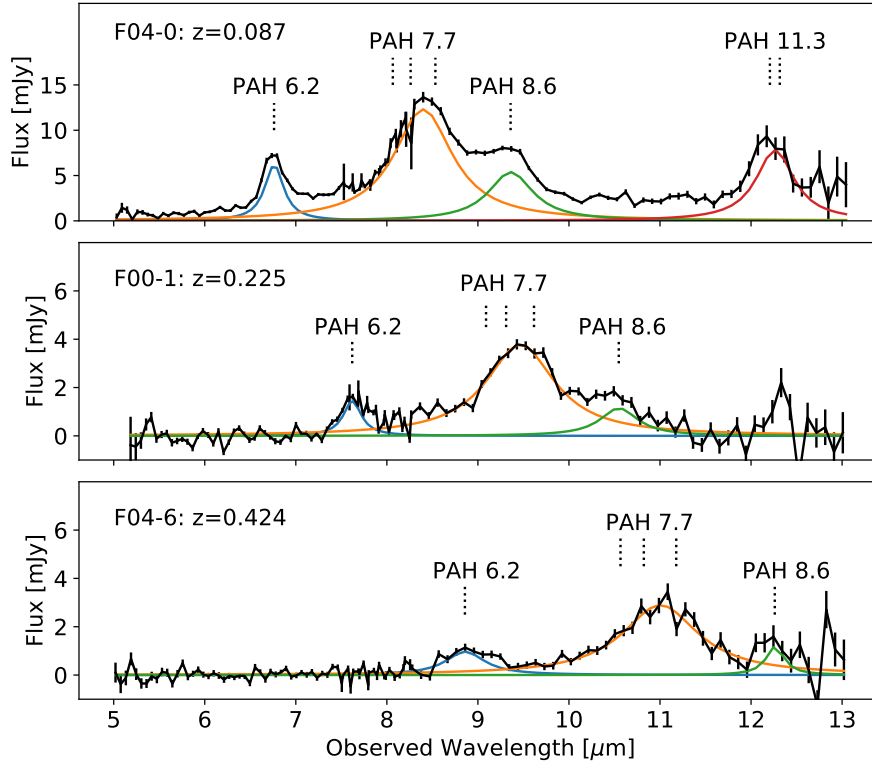 F04-0: z=0.087
PAH 7.7
PAH 11.3
PAH 6.2
PAH 8.6
15
10
5
0
Flux [mJy]
F00-1: z=0.225
PAH 7.7
PAH 6.2
PAH 8.6
6
4
2
0
Flux [mJy]
F04-6: z=0.424
PAH 7.7
PAH 6.2
PAH 8.6
6
4
2
0
Flux [mJy]
5 6 7 8 9 10 11 12 13
Observed Wavelength [μm]